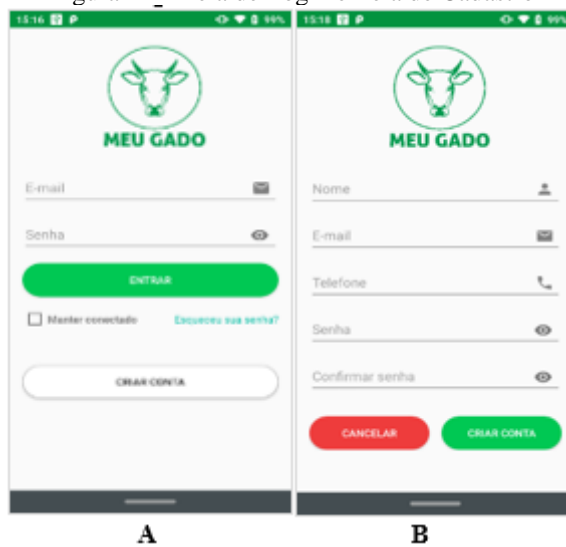 15:16 P 99%
MEU GADO
E-mail
Senha
ENTRAR
Manter conectado Esqueceu sua senha?
CRIAR CONTA
A
15:18 P 99%
MEU GADO
Nome
E-mail
Telefone
Senha
Confirmar senha
CANCELAR CRIAR CONTA
B